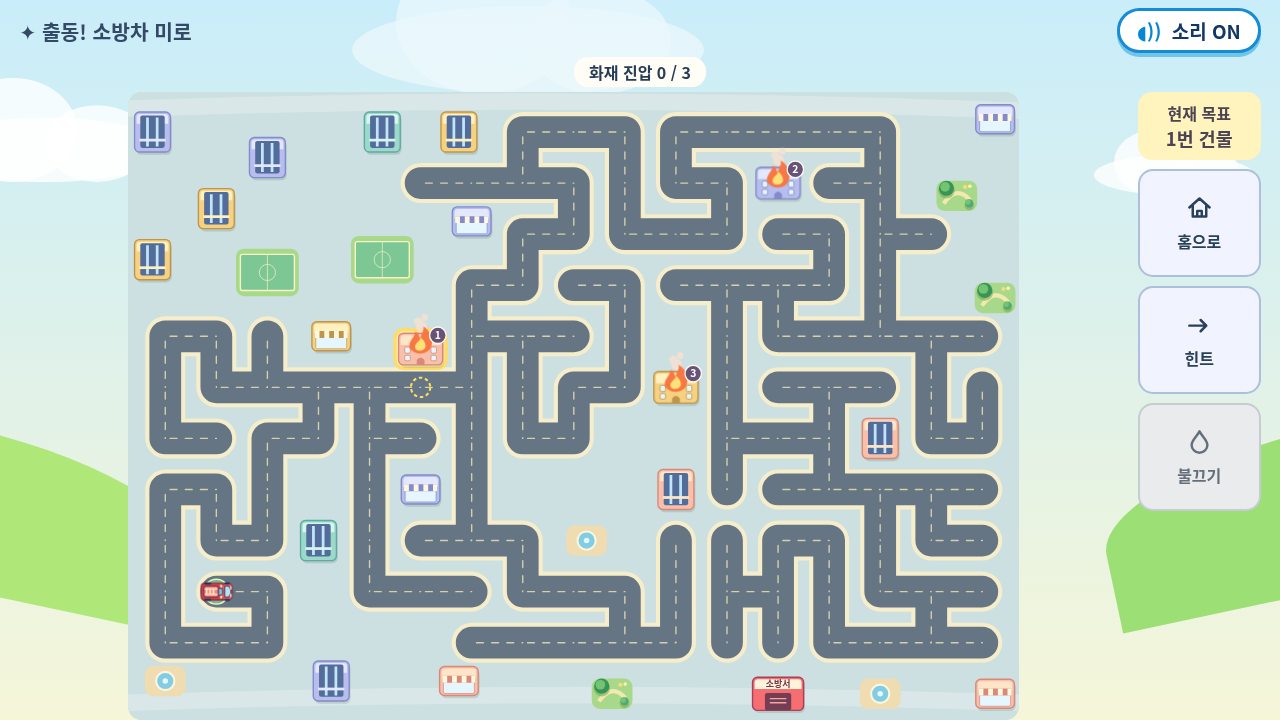 출동! 소방차 미로
소리 ON
화재 진압 0 / 3
현재 목표
1번 건물
홈으로
힌트
불끄기
2
1
3
소방서